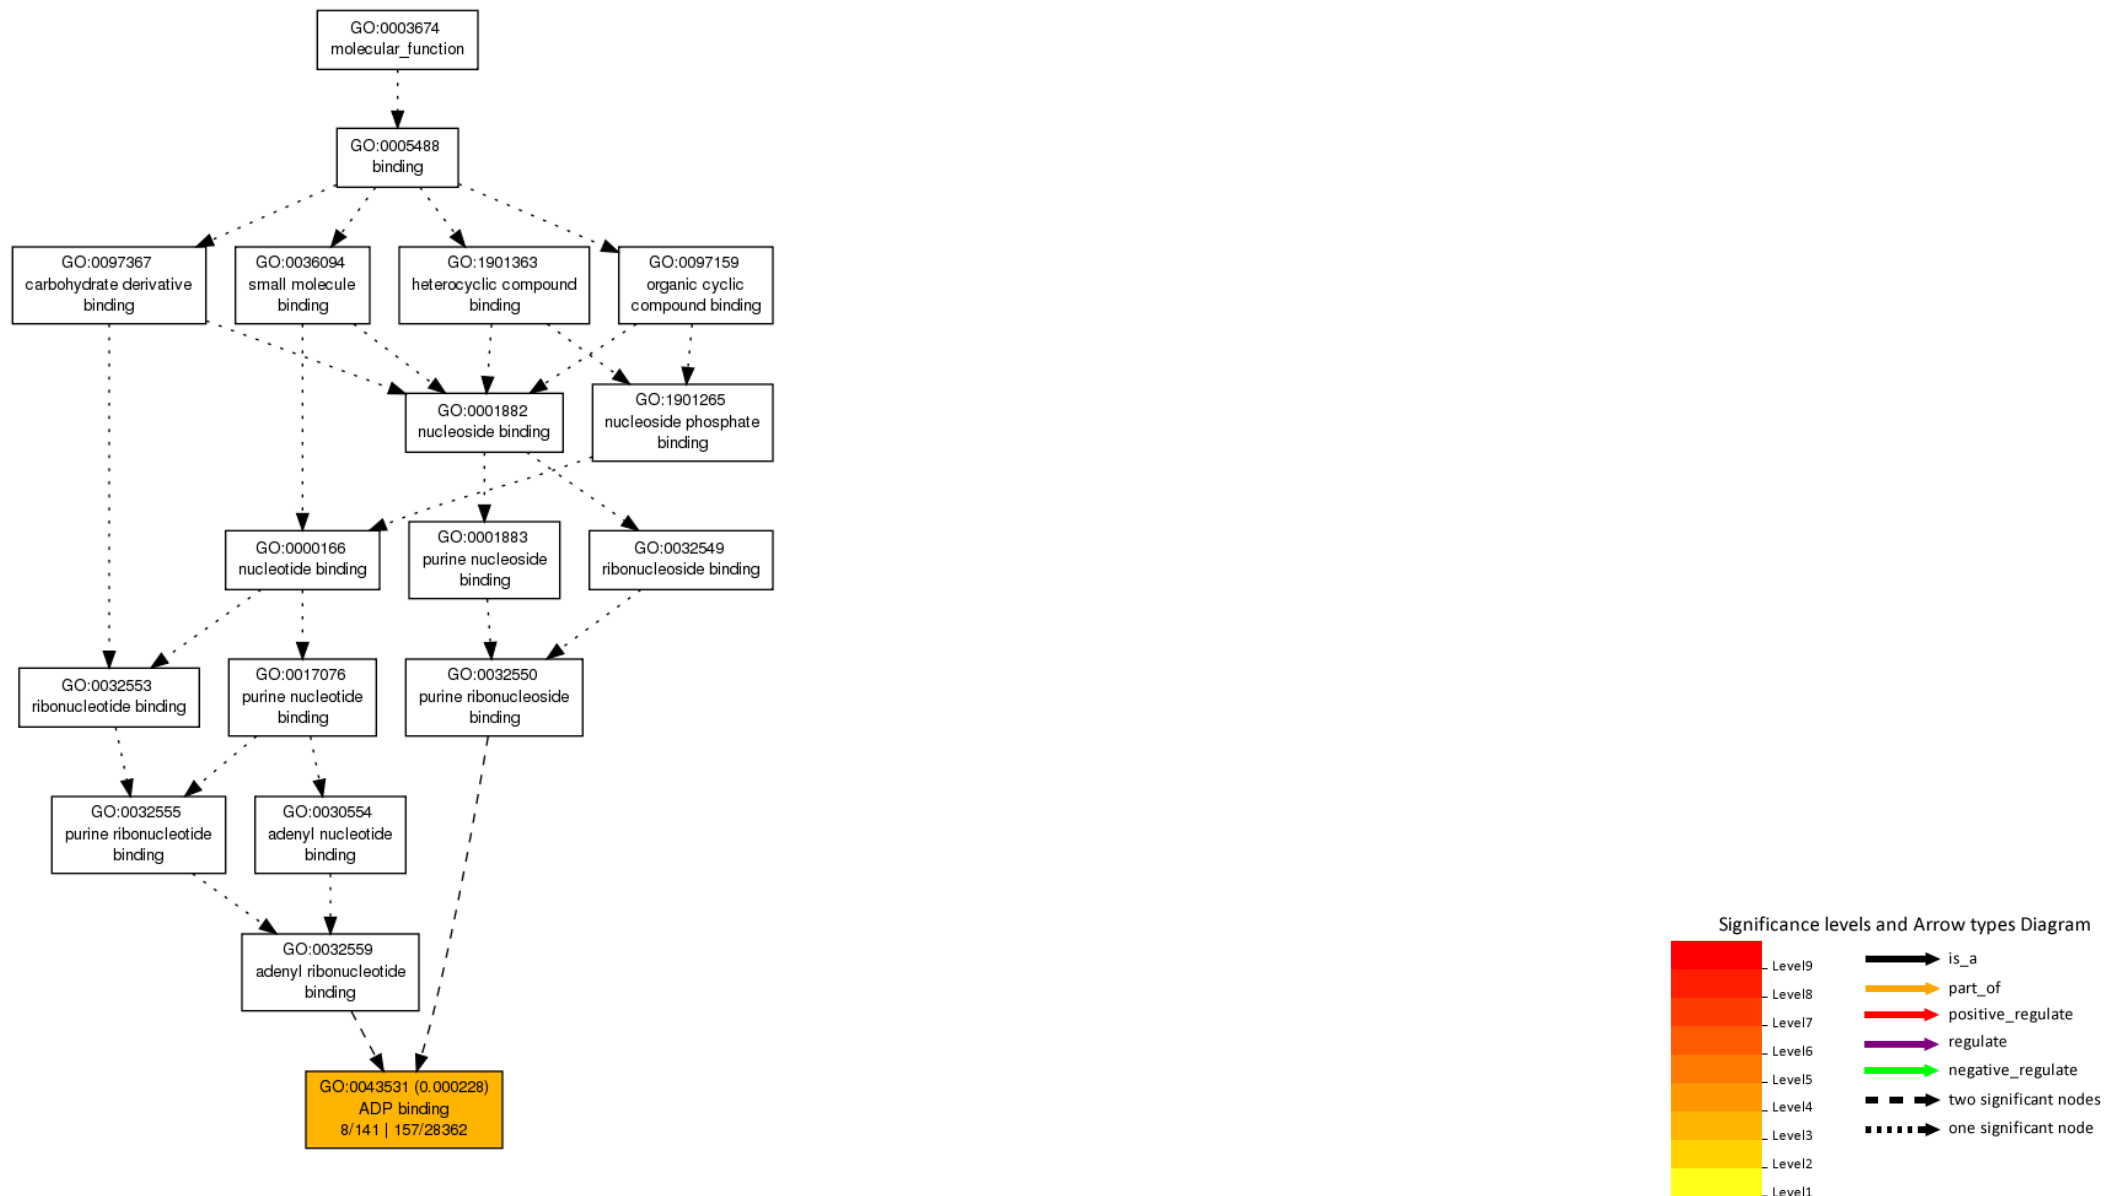 GO:0003674
molecular_function
GO:0005488
binding
GO:0097367
carbohydrate derivative
binding
GO:0036094
small molecule
binding
GO:1901363
heterocyclic compound
binding
GO:0097159
organic cyclic
compound binding
GO:0001882
nucleoside binding
GO:1901265
nucleoside phosphate
binding
GO:0000166
nucleotide binding
GO:0001883
purine nucleoside
binding
GO:0032549
ribonucleoside binding
GO:0032553
ribonucleotide binding
GO:0017076
purine nucleotide
binding
GO:0032550
purine ribonucleoside
binding
GO:0032555
purine ribonucleotide
binding
GO:0030554
adenyl nucleotide
binding
GO:0032559
adenyl ribonucleotide
binding
GO:0043531 (0.000228)
ADP binding
8/141 | 157/28362
Significance levels and Arrow types Diagram
Level9
Level8
Level7
Level6
Level5
Level4
Level3
Level2
Level1
is_a
part_of
positive_regulate
regulate
negative_regulate
two significant nodes
one significant node